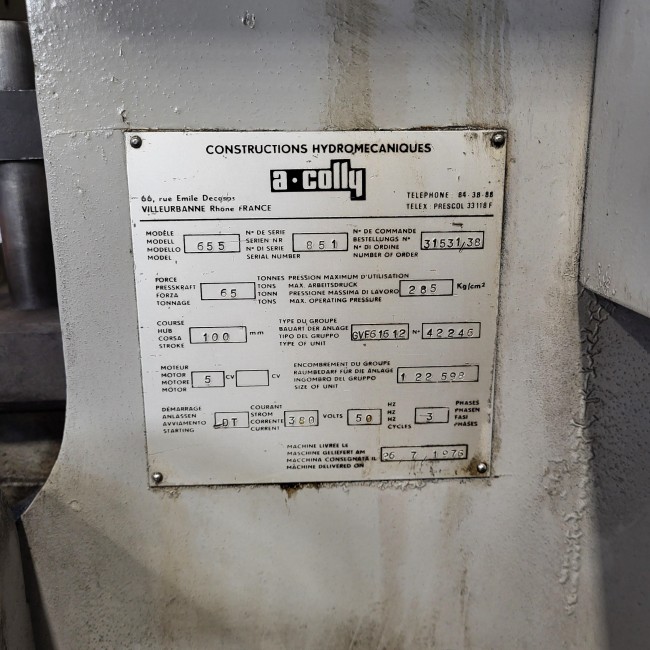 CONSTRUCTIONS HYDROMECANIQUES
a·colly
66, rue Emile Decorps TELEPHONE 84-38-88
VILLEURBANNE Rhône FRANCE TELEX PRESCOL 33118 F
MODÈLE N° DE SERIE N° DE COMMANDE
MODELL SERIEN NR BESTELLUNGS N°
MODELLO 655 N° DI SERIE 851 N° DI ORDINE 31531/38
MODEL SERIAL NUMBER NUMBER OF ORDER
FORCE TONNES PRESSION MAXIMUM D'UTILISATION
PRESSKRAFT TONS MAX. ARBEITSDRUCK
FORZA 65 TONN PRESSIONE MASSIMA DI LAVORO 285 Kg/cm²
TONNAGE TONS MAX. OPERATING PRESSURE
COURSE TYPE DU GROUPE
HUB BAUART DER ANLAGE
CORSA 100 mm TIPO DEL GRUPPO GVF61612 N° 42246
STROKE TYPE OF UNIT
MOTEUR ENCOMBREMENT DU GROUPE
MOTOR RAUMBEDARF FÜR DIE ANLAGE
MOTORE 5 CV CV INGOMBRO DEL GRUPPO 1 22 598
MOTOR SIZE OF UNIT
DÉMARRAGE COURANT HZ PHASES
ANLASSEN STROM HZ PHASEN
AVVIAMENTO DT CORRENTE 380 VOLTS 50 HZ 3 FASI
STARTING CURRENT CYCLES PHASES
MACHINE LIVRÉE LE
MASCHINE GELIEFERT AM
MACCHINA CONSEGNATA IL 26 7 1976
MACHINE DELIVERED ON